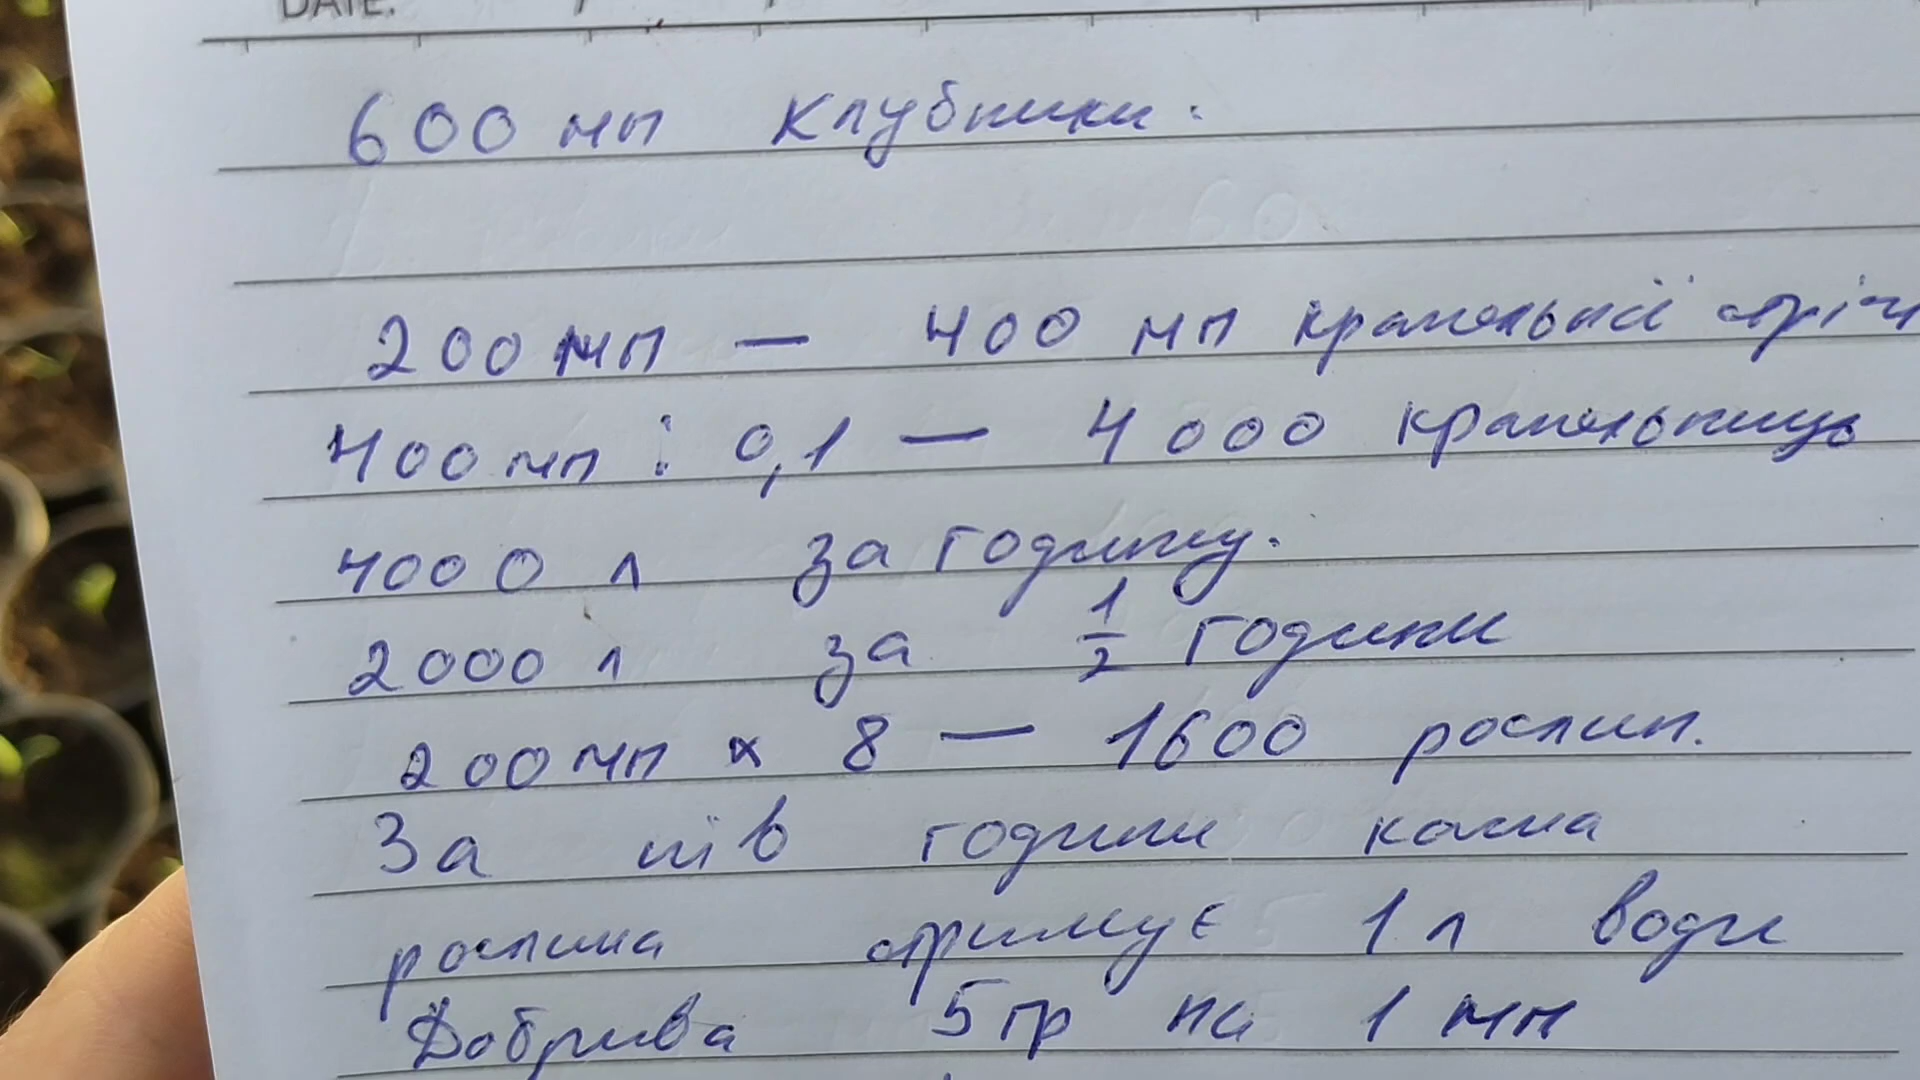 DATE:
600 мп клубники.
200 мп — 400 мп крапельної стріч
400 мп : 0,1 — 4000 крапельниць
4000 л за годину.
2000 л за 1/2 години
200 мп х 8 — 1600 рослин.
За пів години кожна
рослина отримує 1 л води
Добрива 5 гр на 1 мп